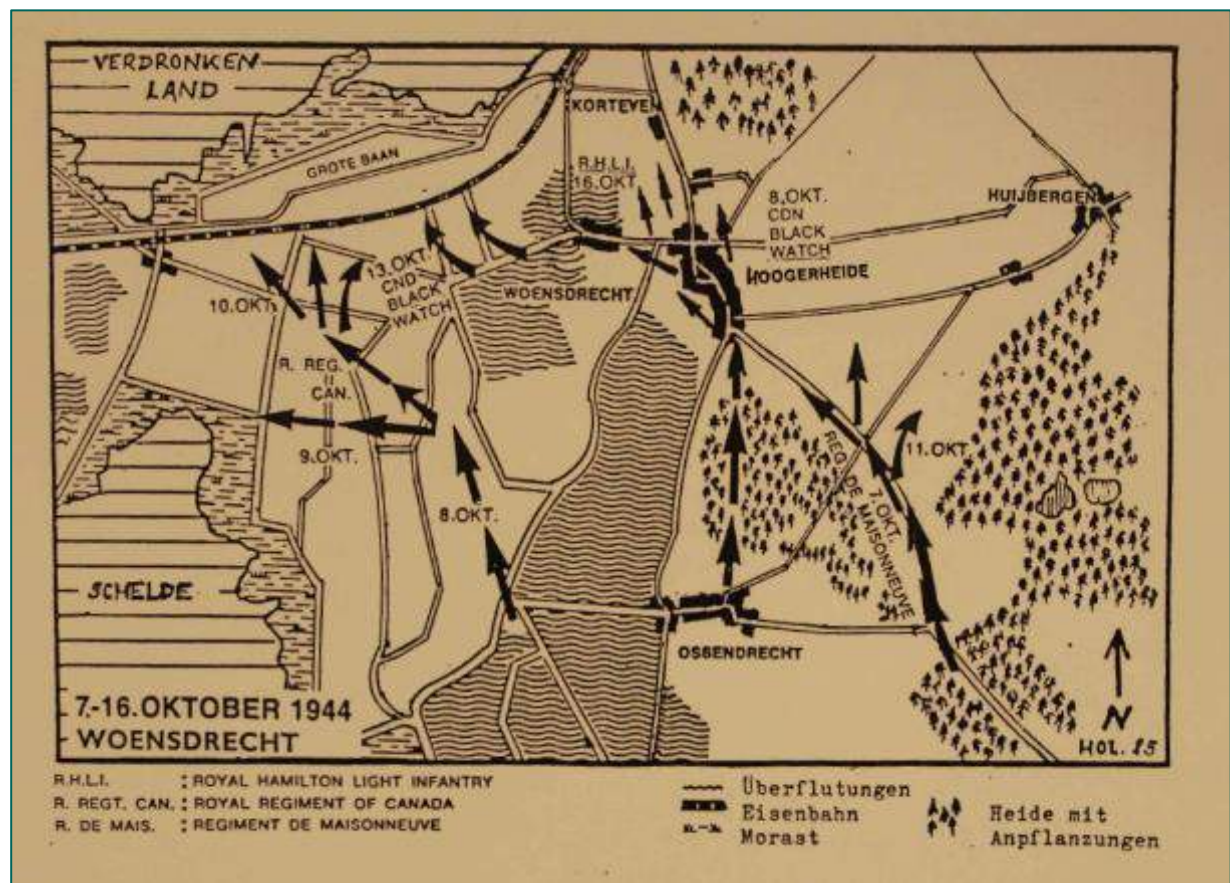 VERDRONKEN
LAND
GROTE BAAN
KORTEVEN
R.H.L.I.
16.OKT.
8.OKT.
CDN
BLACK
WATCH
HUIJBERGEN
HOOGERHEIDE
13.OKT.
CND
BLACK
WATCH
WOENSDRECHT
10.OKT.
R. REG.
CAN.
9.OKT.
8.OKT.
11.OKT.
7.OKT.
REG. DE MAISONNEUVE
SCHELDE
OSSENDRECHT
N
HOL. 85
7.-16.OKTOBER 1944
WOENSDRECHT
R.H.L.I. : ROYAL HAMILTON LIGHT INFANTRY
R. REGT. CAN. : ROYAL REGIMENT OF CANADA
R. DE MAIS. : REGIMENT DE MAISONNEUVE
Überflutungen
Eisenbahn
Morast
Heide mit
Anpflanzungen